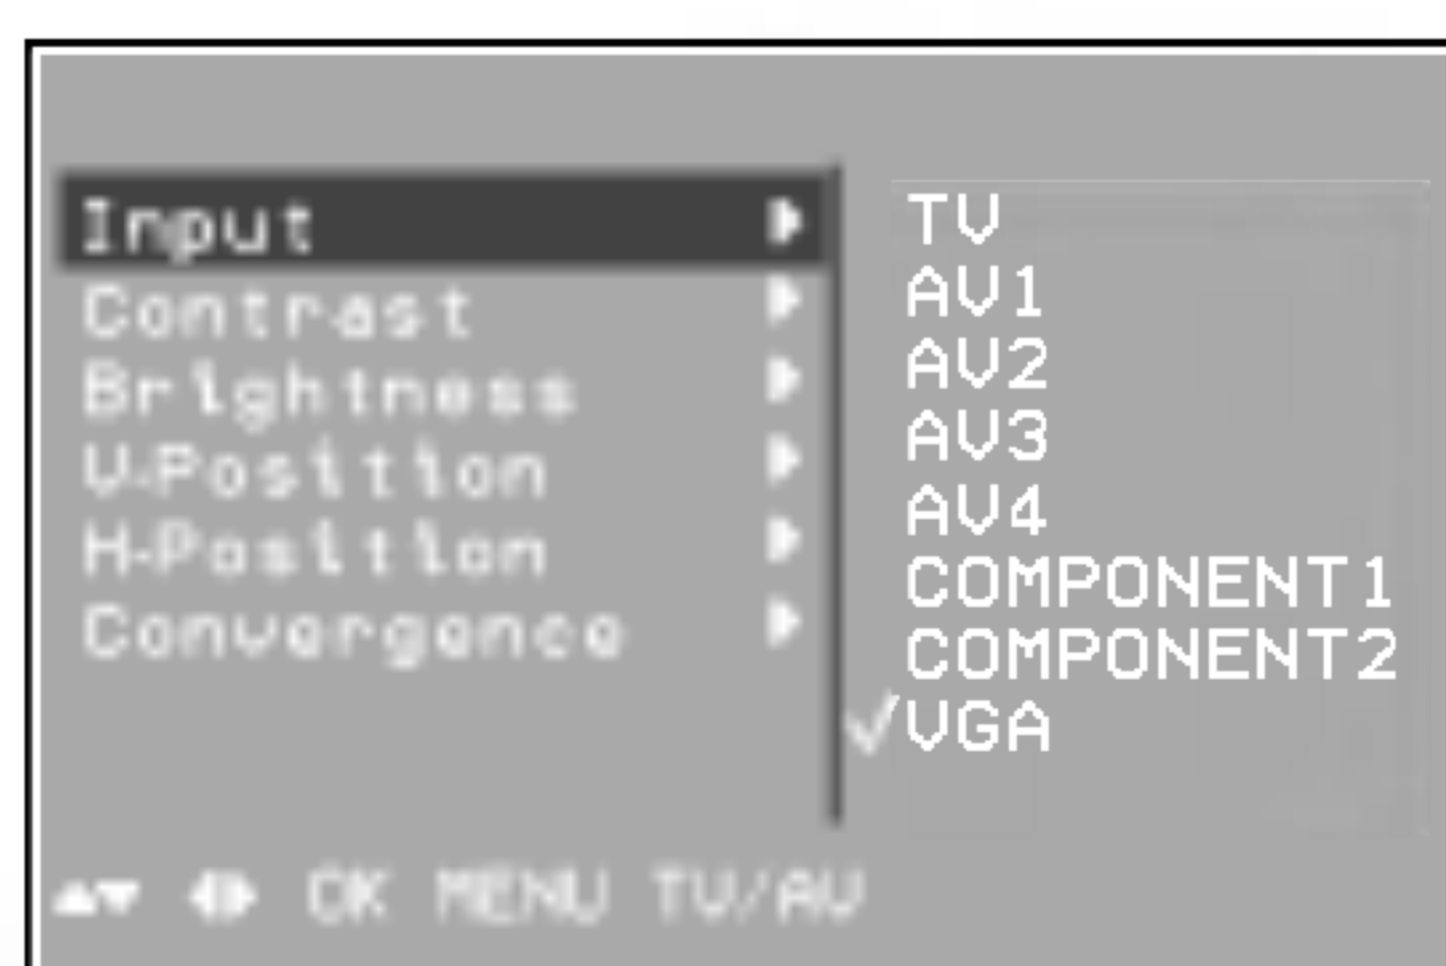 Input
Contrast
Brightness
V-Position
H-Position
Convergence
TV
AV1
AV2
AV3
AV4
COMPONENT1
COMPONENT2
VGA
OK MENU TV/AV